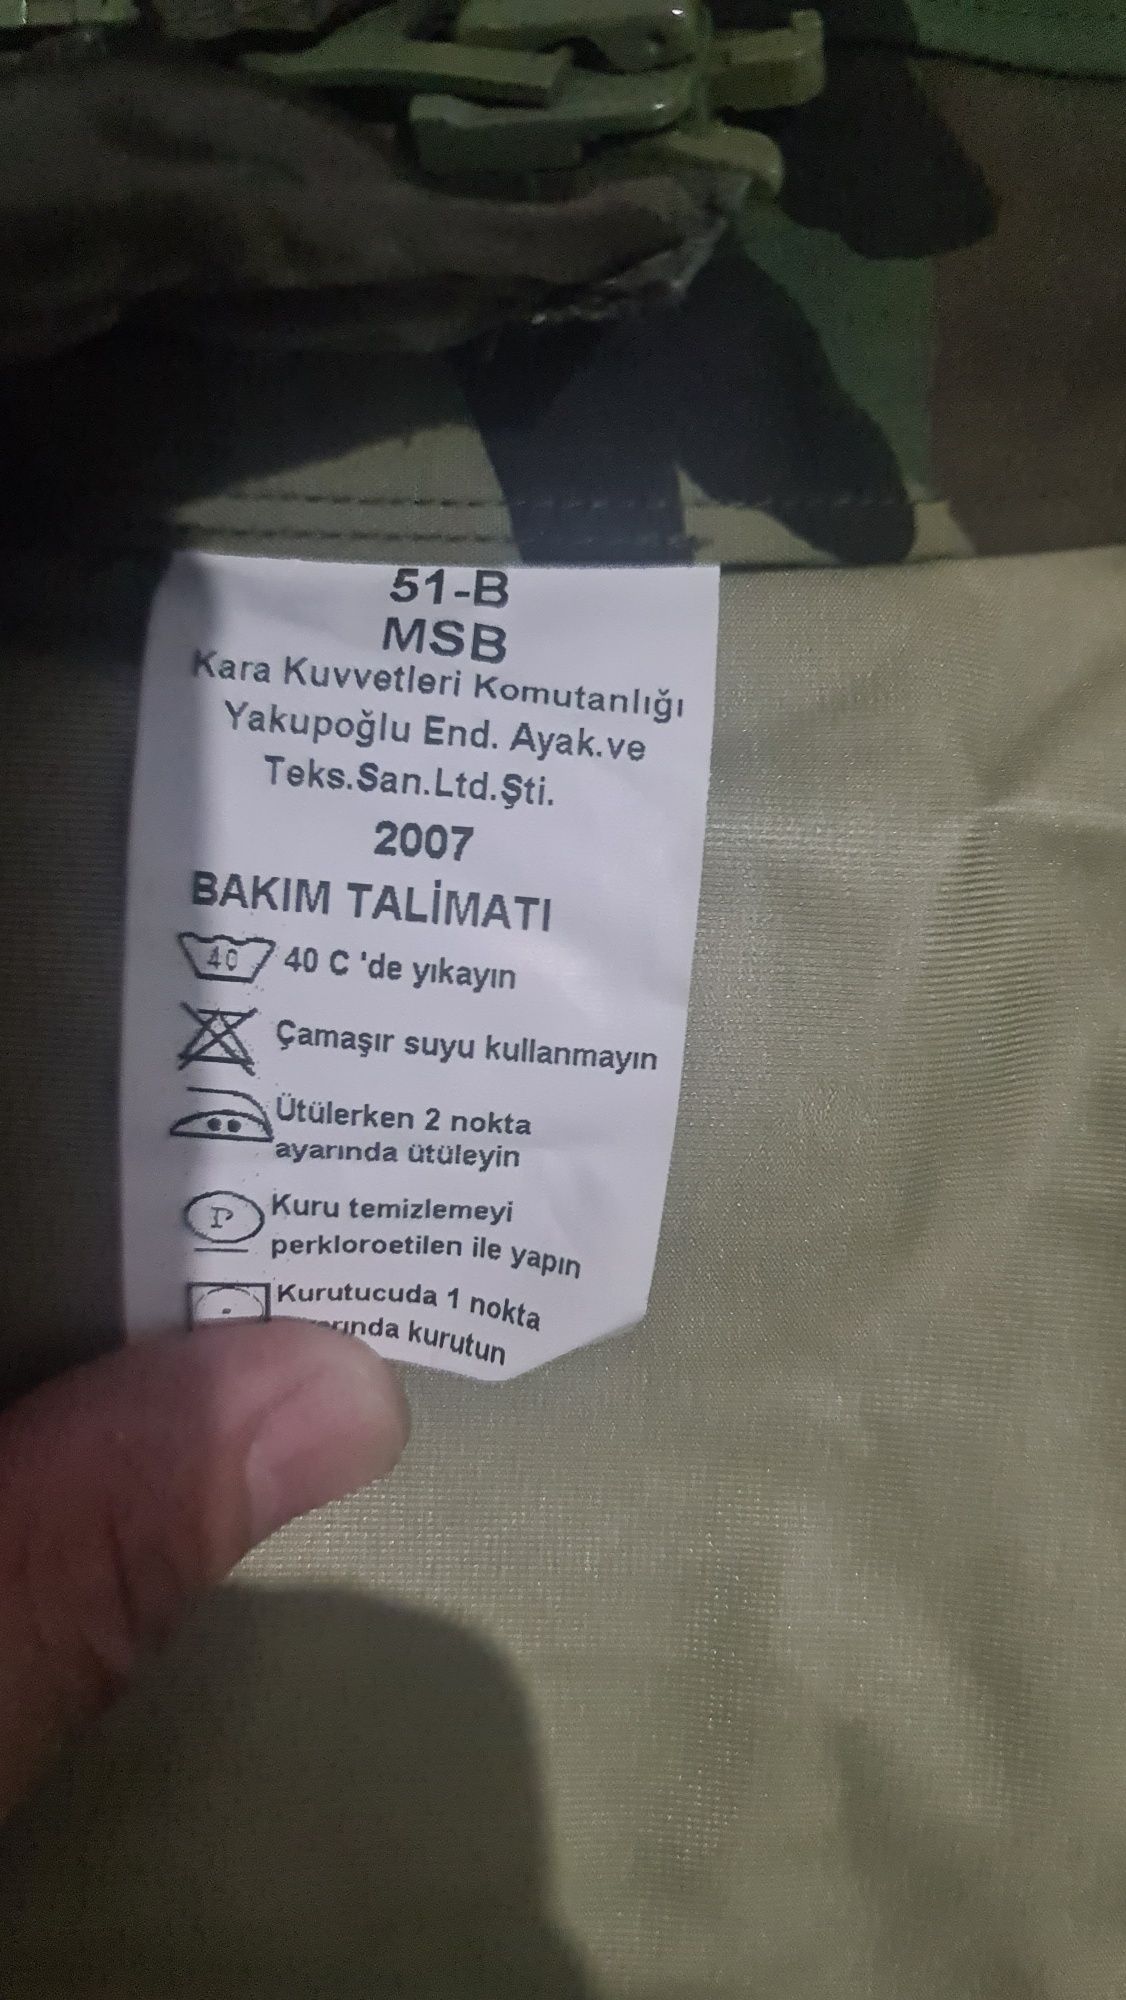 51-B
MSB
Kara Kuvvetleri Komutanlığı
Yakupoğlu End. Ayak.ve
Teks.San.Ltd.Şti.
2007
BAKIM TALİMATI
40 40 C 'de yıkayın
Çamaşır suyu kullanmayın
Ütülerken 2 nokta
ayarında ütüleyin
P Kuru temizlemeyi
perkloroetilen ile yapın
Kurutucuda 1 nokta
kurutun